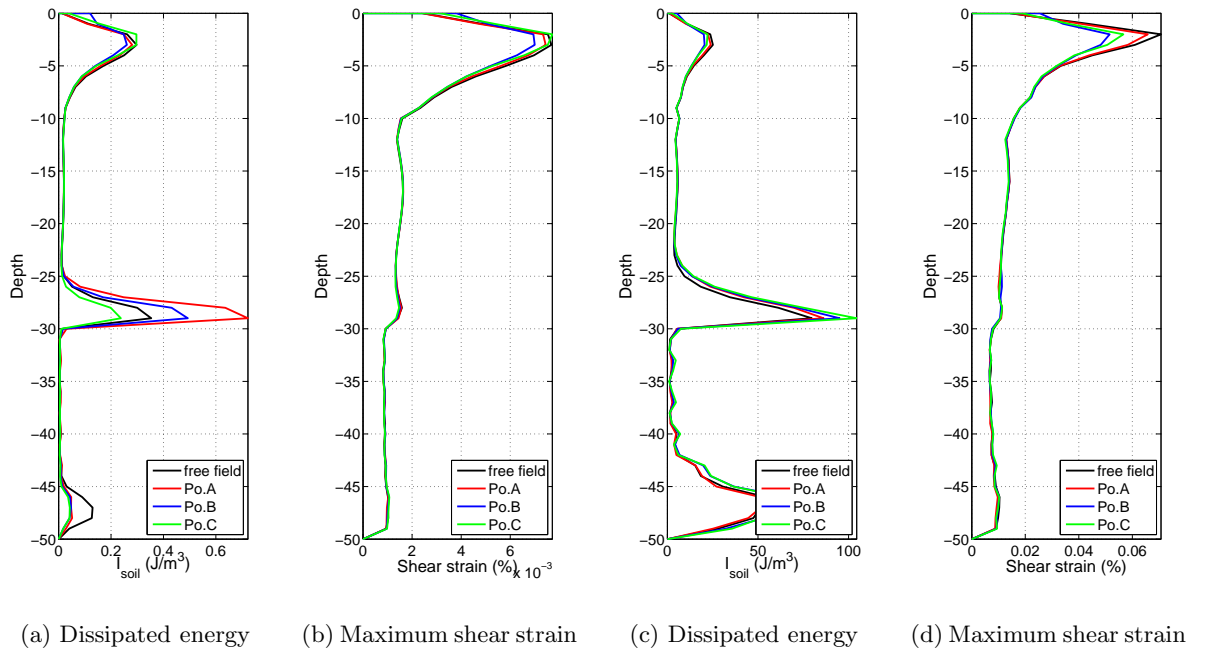 0
−5
−10
−15
−20
−25
−30
−35
−40
−45
−50
Depth
0 0.2 0.4 0.6
I_soil (J/m³)
free field
Po.A
Po.B
Po.C
(a) Dissipated energy
0
−5
−10
−15
−20
−25
−30
−35
−40
−45
−50
Depth
0 2 4 6
Shear strain (%)
x 10⁻³
free field
Po.A
Po.B
Po.C
(b) Maximum shear strain
0
−5
−10
−15
−20
−25
−30
−35
−40
−45
−50
Depth
0 50 100
I_soil (J/m³)
free field
Po.A
Po.B
Po.C
(c) Dissipated energy
0
−5
−10
−15
−20
−25
−30
−35
−40
−45
−50
Depth
0 0.02 0.04 0.06
Shear strain (%)
free field
Po.A
Po.B
Po.C
(d) Maximum shear strain